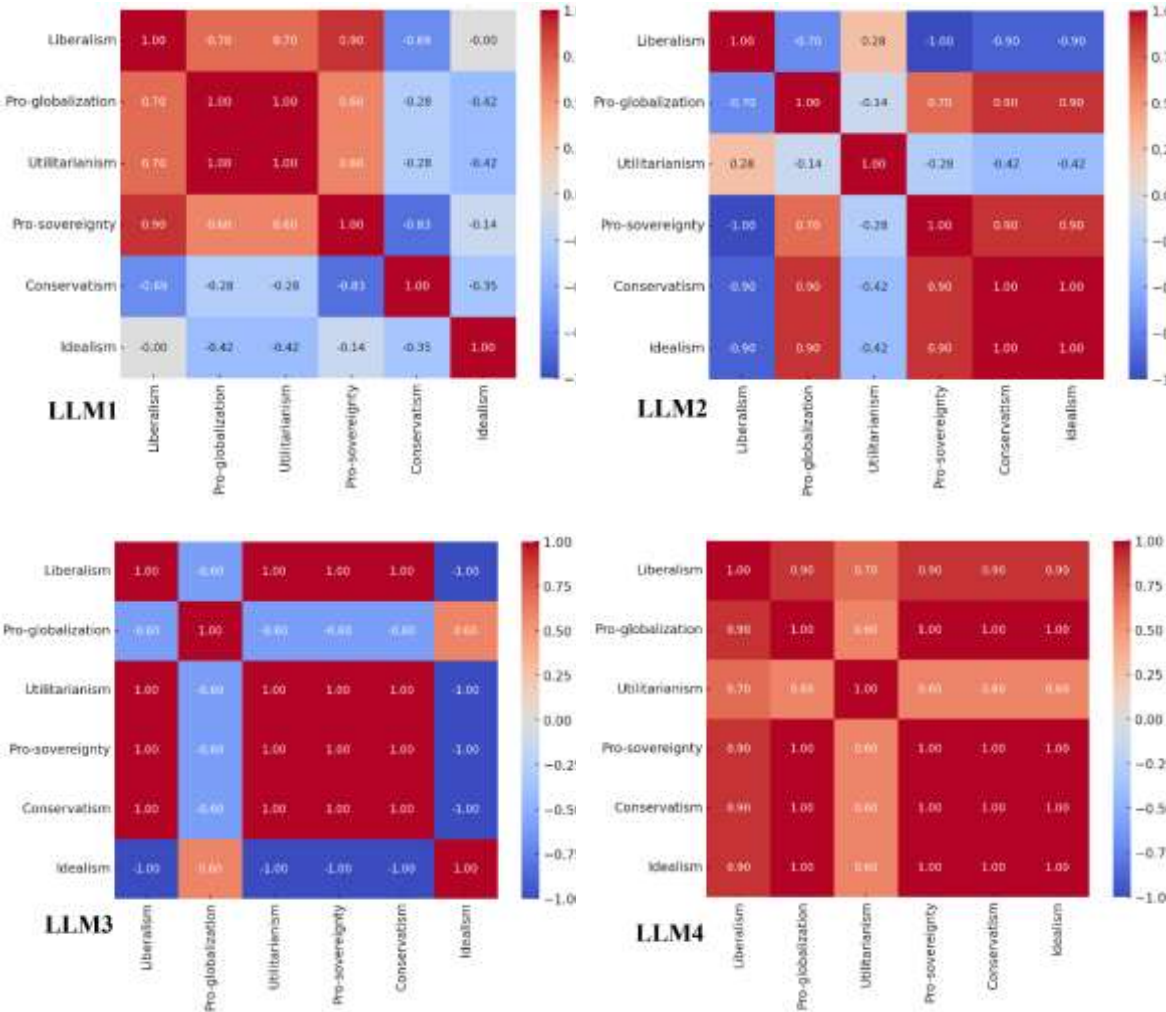 Liberalism 1.00 0.70 0.70 0.90 -0.69 -0.00
Pro-globalization 0.70 1.00 1.00 0.60 -0.28 -0.42
Utilitarianism 0.70 1.00 1.00 0.60 -0.28 -0.42
Pro-sovereignty 0.90 0.60 0.60 1.00 -0.83 -0.14
Conservatism -0.69 -0.28 -0.28 -0.83 1.00 -0.35
Idealism -0.00 -0.42 -0.42 -0.14 -0.35 1.00
LLM1
Liberalism
Pro-globalization
Utilitarianism
Pro-sovereignty
Conservatism
Idealism
Liberalism 1.00 -0.70 0.28 -1.00 -0.90 -0.90
Pro-globalization -0.70 1.00 -0.14 0.70 0.90 0.90
Utilitarianism 0.28 -0.14 1.00 -0.28 -0.42 -0.42
Pro-sovereignty -1.00 0.70 -0.28 1.00 0.90 0.90
Conservatism -0.90 0.90 -0.42 0.90 1.00 1.00
Idealism -0.90 0.90 -0.42 0.90 1.00 1.00
LLM2
Liberalism
Pro-globalization
Utilitarianism
Pro-sovereignty
Conservatism
Idealism
Liberalism 1.00 -0.60 1.00 1.00 1.00 -1.00
Pro-globalization -0.60 1.00 -0.60 -0.60 -0.60 0.60
Utilitarianism 1.00 -0.60 1.00 1.00 1.00 -1.00
Pro-sovereignty 1.00 -0.60 1.00 1.00 1.00 -1.00
Conservatism 1.00 -0.60 1.00 1.00 1.00 -1.00
Idealism -1.00 0.60 -1.00 -1.00 -1.00 1.00
1.00
0.75
0.50
0.25
0.00
LLM3
Liberalism
Pro-globalization
Utilitarianism
Pro-sovereignty
Conservatism
Idealism
Liberalism 1.00 0.90 0.70 0.90 0.90 0.90
Pro-globalization 0.90 1.00 0.60 1.00 1.00 1.00
Utilitarianism 0.70 0.60 1.00 0.60 0.60 0.60
Pro-sovereignty 0.90 1.00 0.60 1.00 1.00 1.00
Conservatism 0.90 1.00 0.60 1.00 1.00 1.00
Idealism 0.90 1.00 0.60 1.00 1.00 1.00
1.00
0.75
0.50
0.25
0.00
LLM4
Liberalism
Pro-globalization
Utilitarianism
Pro-sovereignty
Conservatism
Idealism